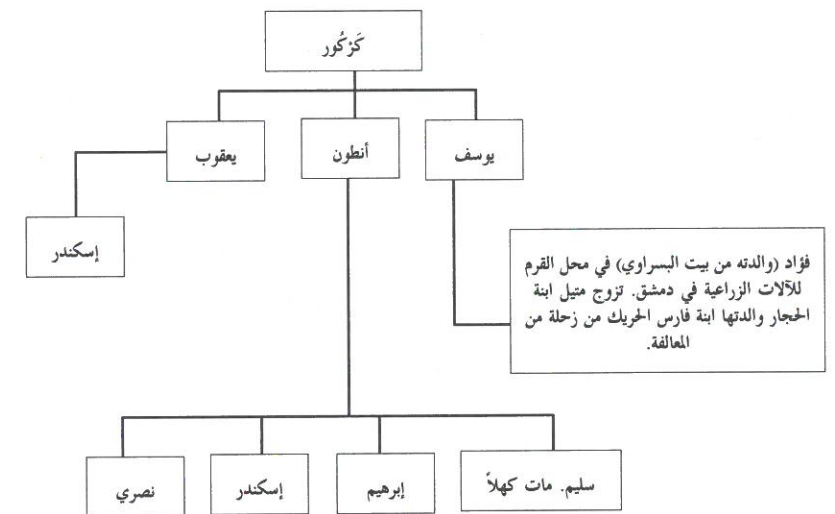 كَرْكُور
يوسف
أنطون
يعقوب
إسكندر
فؤاد (والدته من بيت البسراوي) في محل القرم
للآلات الزراعية في دمشق. تزوج متيل ابنة
الحجار والدتها ابنة فارس الحريك من زحلة من
المعالفة.
سليم. مات كهلاً
إبرهيم
إسكندر
نصري